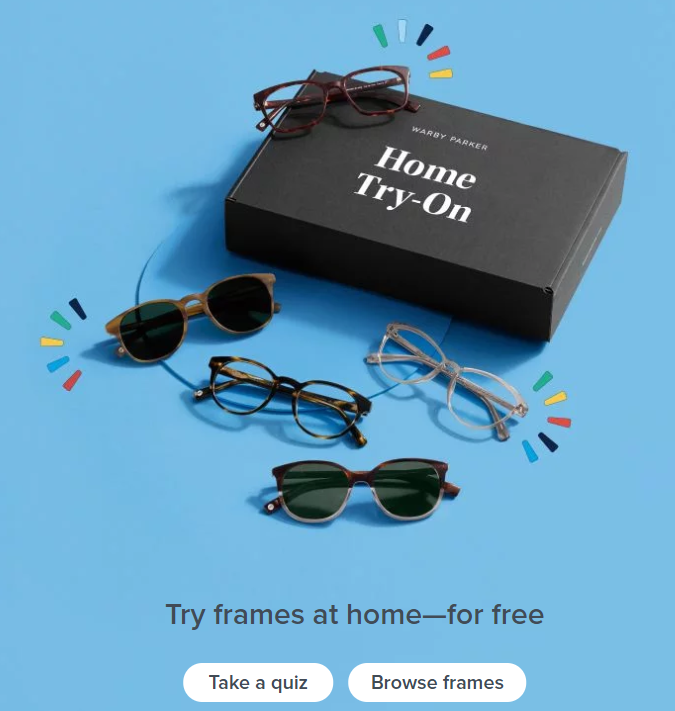 WARBY PARKER
Home
Try-On
Try frames at home—for free
Take a quiz
Browse frames